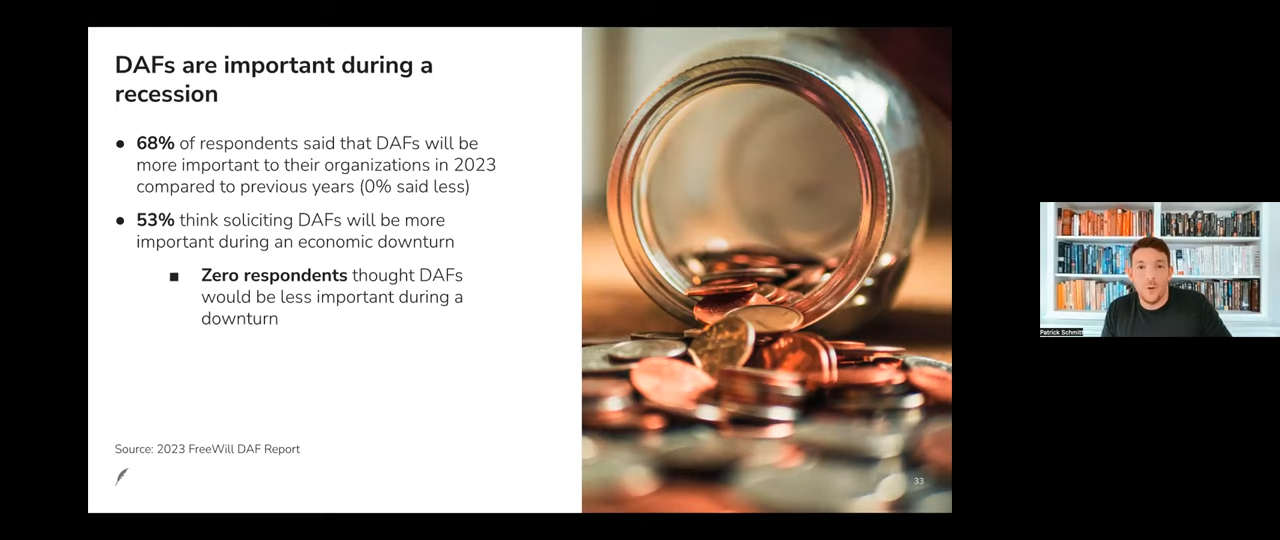 DAFs are important during a
recession
● 68% of respondents said that DAFs will be
more important to their organizations in 2023
compared to previous years (0% said less)
● 53% think soliciting DAFs will be more
important during an economic downturn
■ Zero respondents thought DAFs
would be less important during a
downturn
Source: 2023 FreeWill DAF Report
33
Patrick Schmitt